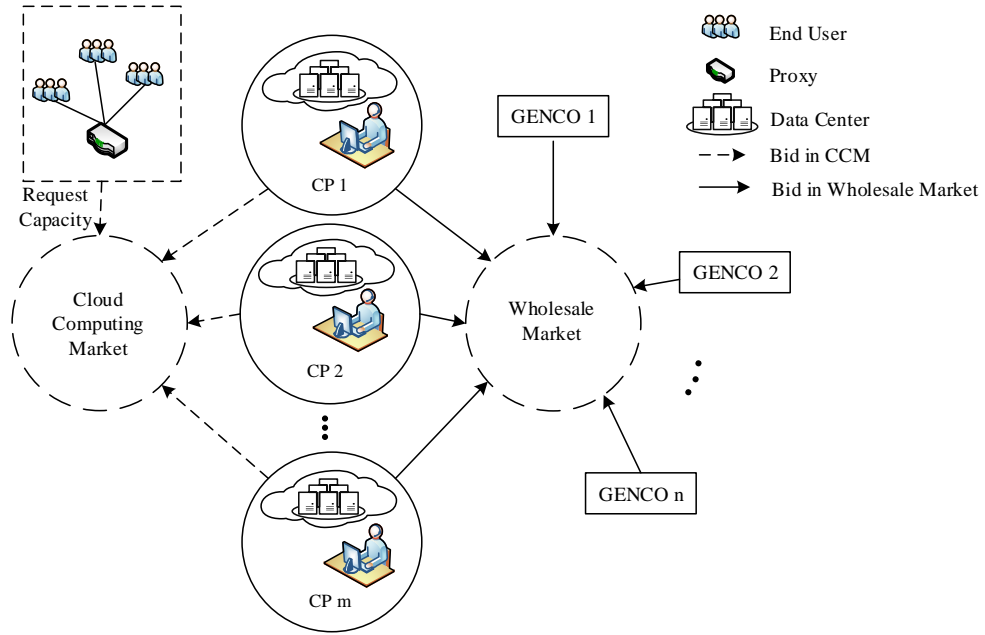 Request
Capacity
Cloud
Computing
Market
CP 1
CP 2
CP m
GENCO 1
Wholesale
Market
GENCO 2
GENCO n
End User
Proxy
Data Center
Bid in CCM
Bid in Wholesale Market